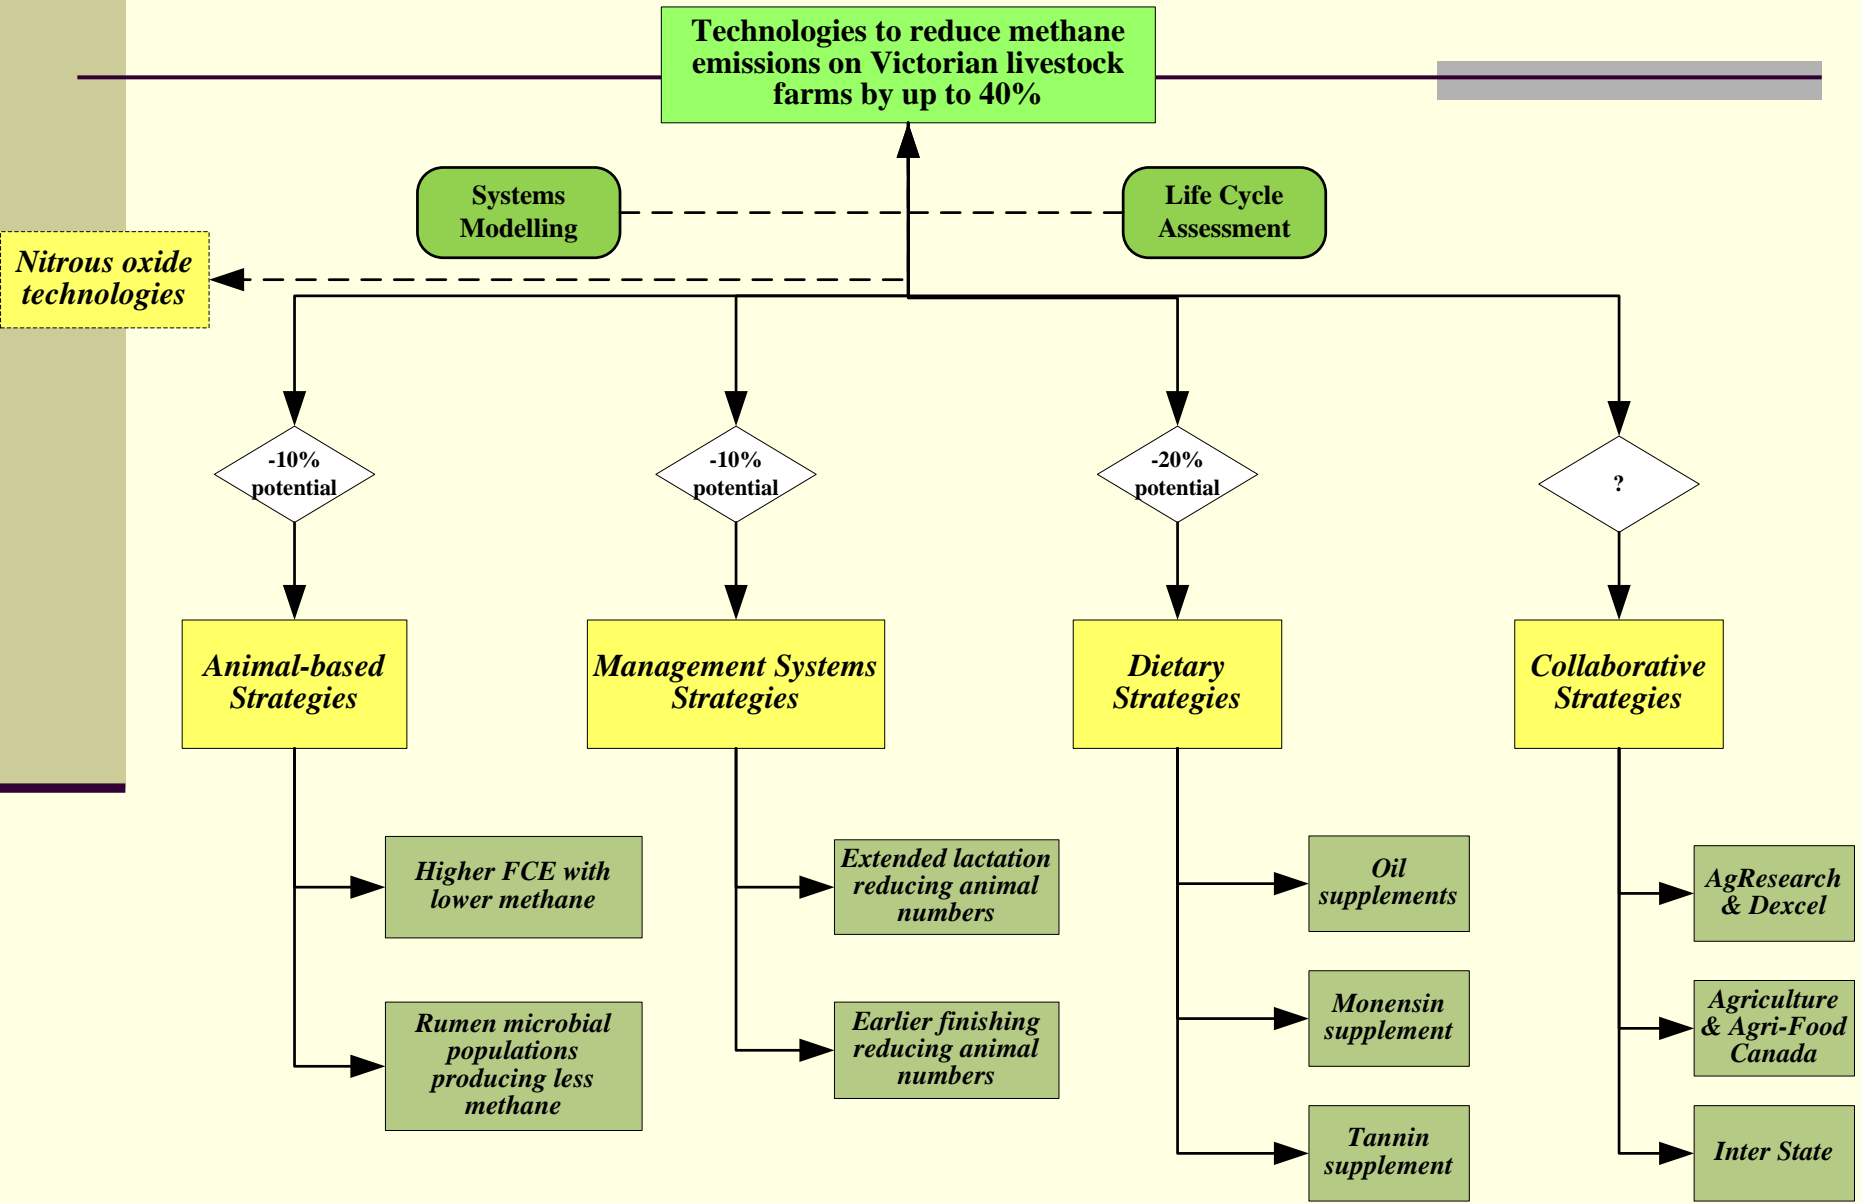 Technologies to reduce methane
emissions on Victorian livestock
farms by up to 40%
Systems
Modelling
Life Cycle
Assessment
Nitrous oxide
technologies
-10%
potential
-10%
potential
-20%
potential
?
Animal-based
Strategies
Management Systems
Strategies
Dietary
Strategies
Collaborative
Strategies
Higher FCE with
lower methane
Rumen microbial
populations
producing less
methane
Extended lactation
reducing animal
numbers
Earlier finishing
reducing animal
numbers
Oil
supplements
Monensin
supplement
Tannin
supplement
AgResearch
& Dexcel
Agriculture
& Agri-Food
Canada
Inter State